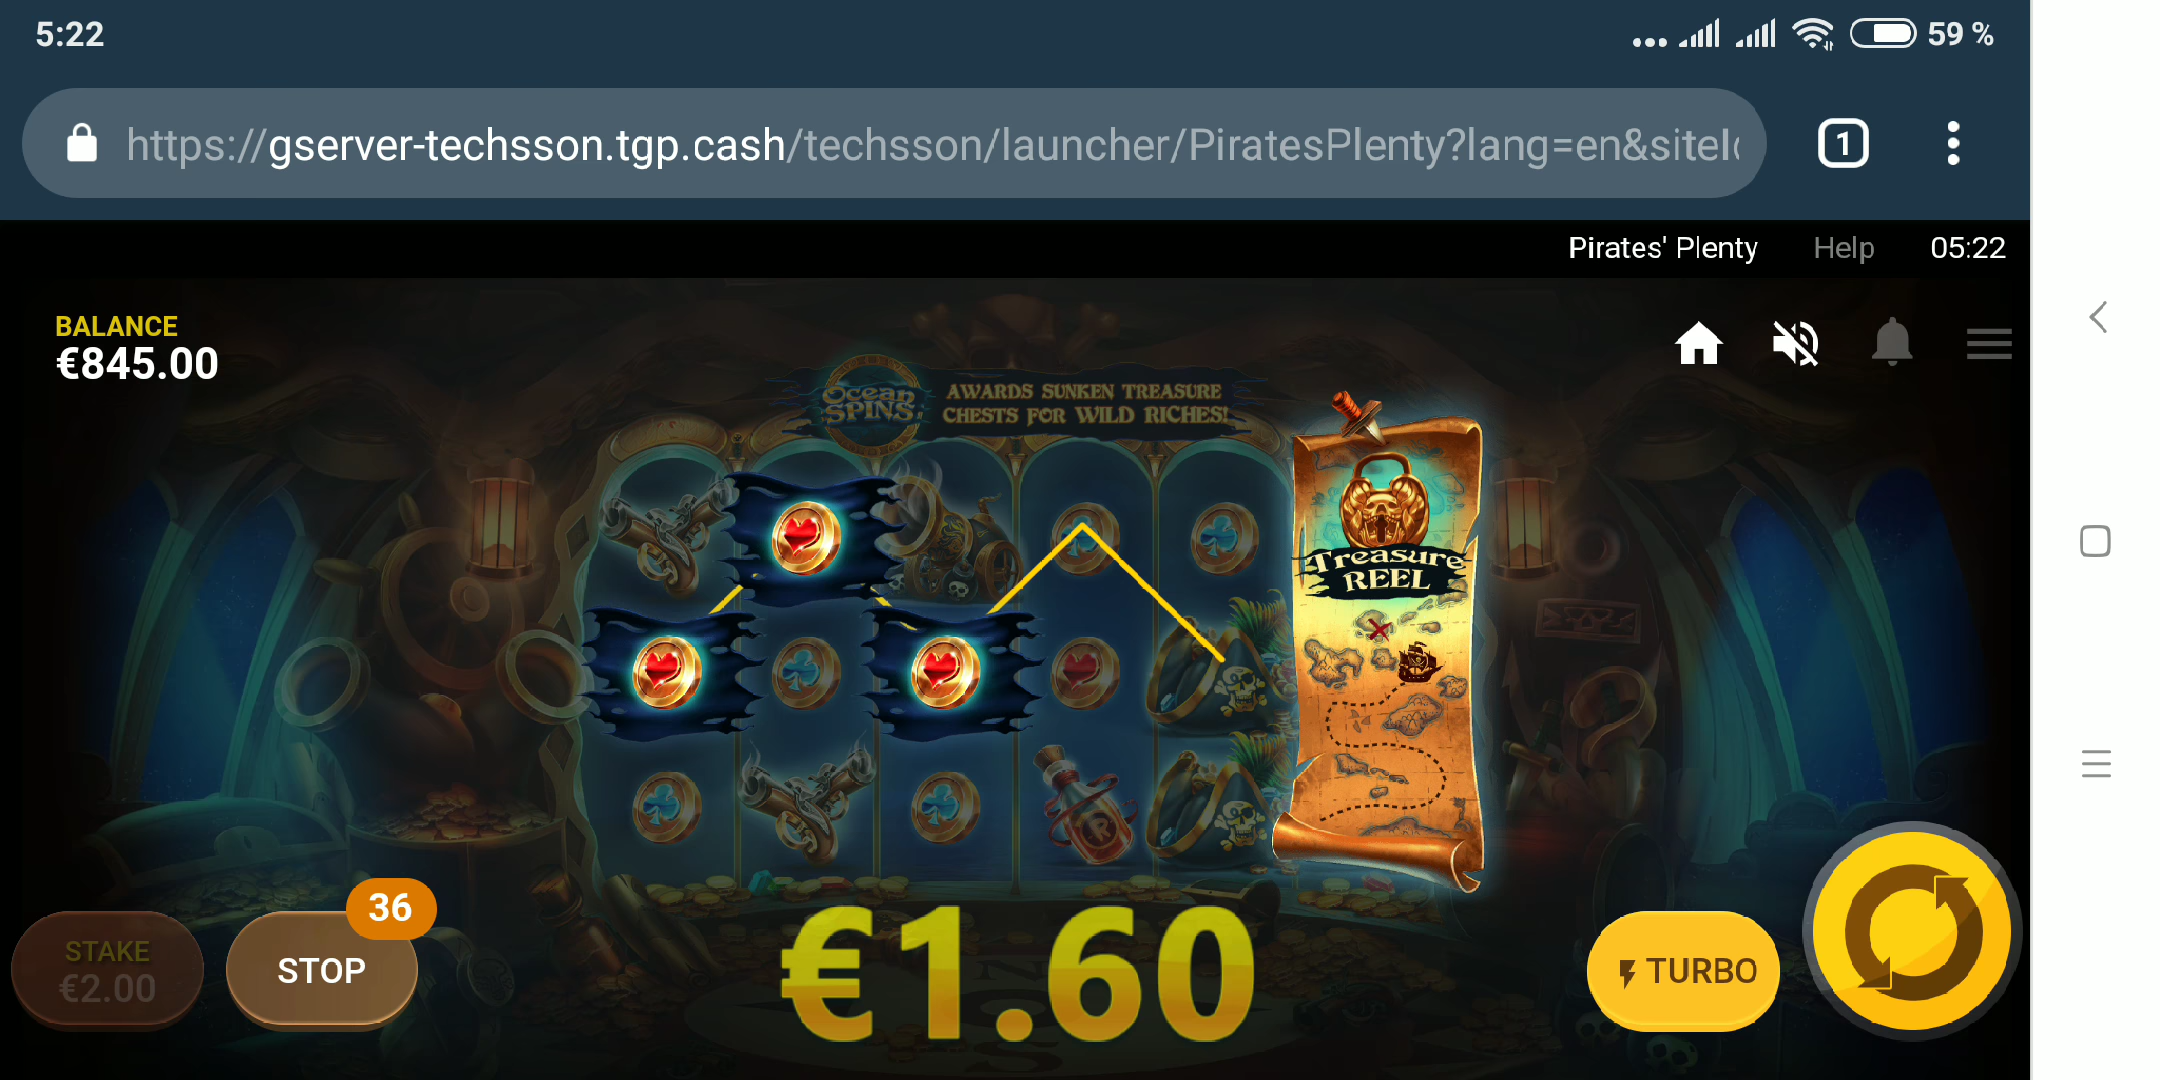 5:22
59 %
https://gserver-techsson.tgp.cash/techsson/launcher/PiratesPlenty?lang=en&siteI
1
Pirates' Plenty
Help
05:22
BALANCE
€845.00
OCEAN SPINS
AWARDS SUNKEN TREASURE
CHESTS FOR WILD RICHES!
Treasure
REEL
R
36
STAKE
€2.00
STOP
€1.60
TURBO